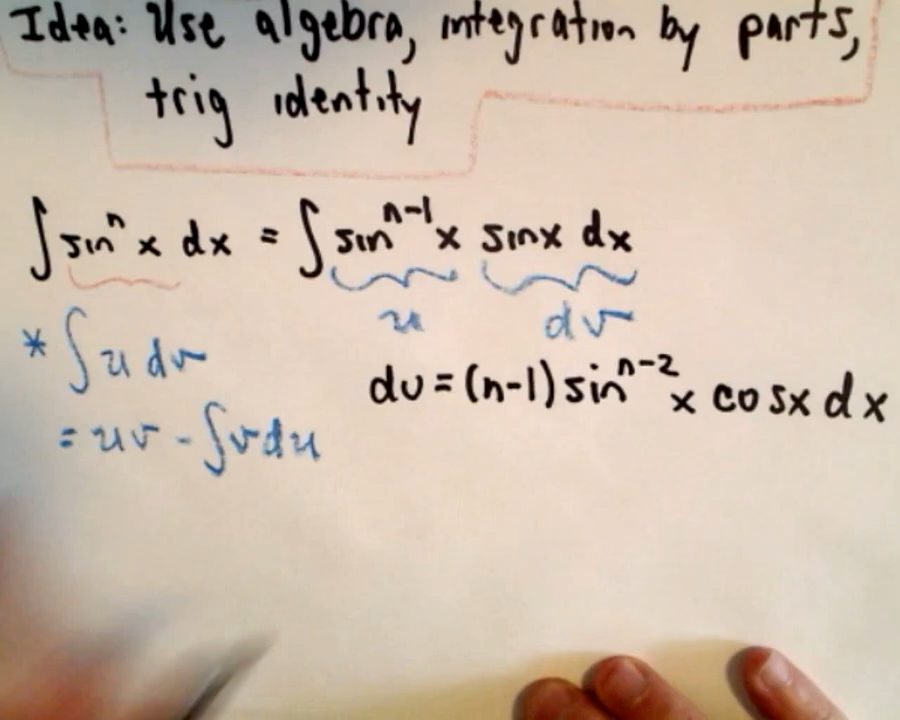 Idea: Use algebra, integration by parts,
trig identity
∫ sinⁿ x dx = ∫ sinⁿ⁻¹ x sinx dx
u dv
* ∫ u dv
du = (n-1) sinⁿ⁻² x cosx dx
= uv - ∫ v du